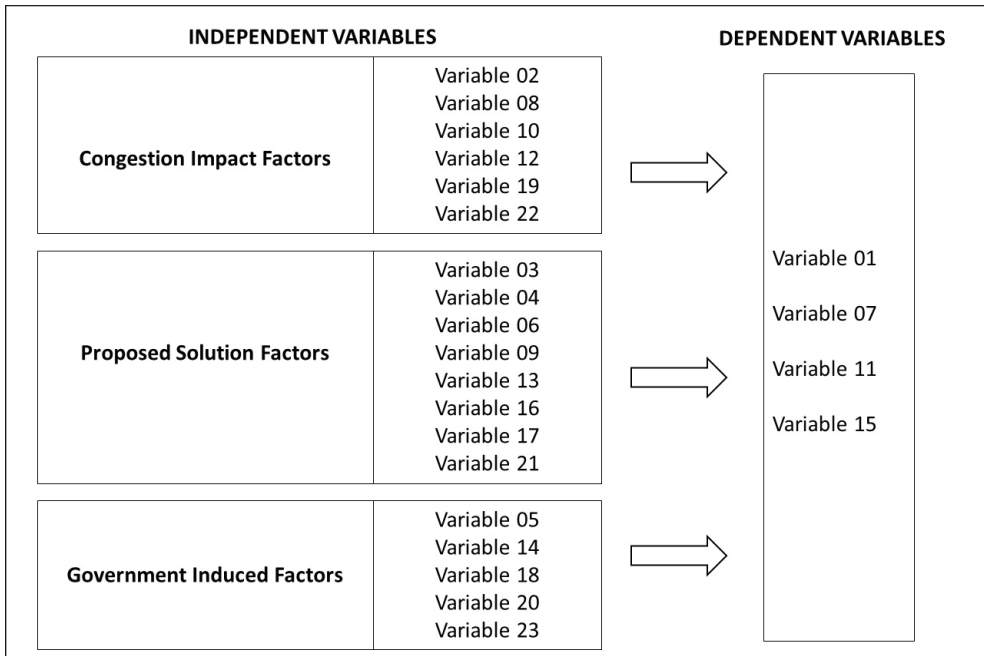 INDEPENDENT VARIABLES
DEPENDENT VARIABLES
Congestion Impact Factors
Variable 02
Variable 08
Variable 10
Variable 12
Variable 19
Variable 22
Proposed Solution Factors
Variable 03
Variable 04
Variable 06
Variable 09
Variable 13
Variable 16
Variable 17
Variable 21
Government Induced Factors
Variable 05
Variable 14
Variable 18
Variable 20
Variable 23
Variable 01
Variable 07
Variable 11
Variable 15